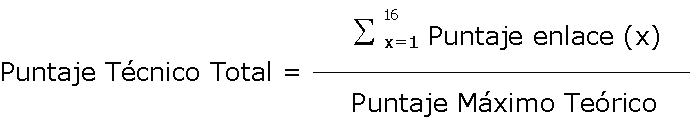 Puntaje Técnico Total = ∑ 16 x=1 Puntaje enlace (x)
Puntaje Máximo Teórico